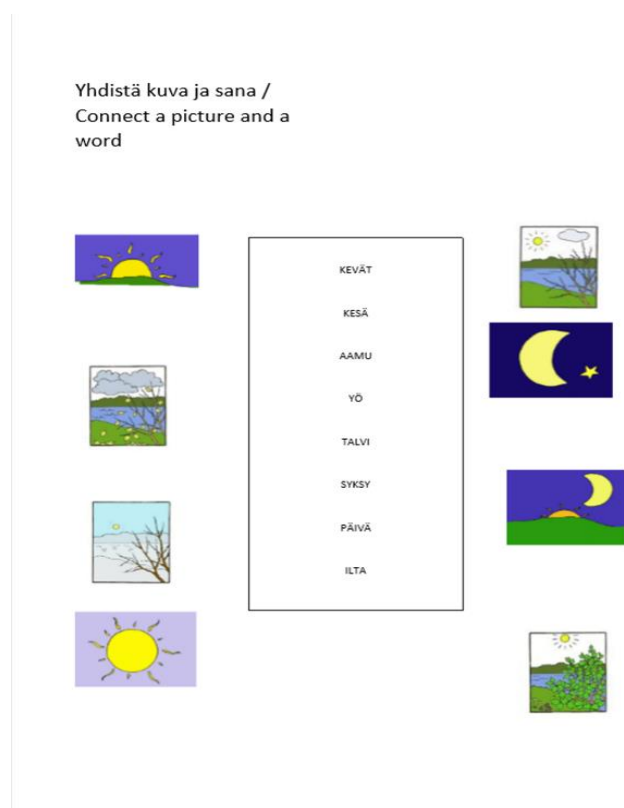 Yhdistä kuva ja sana /
Connect a picture and a
word
KEVÄT
KESÄ
AAMU
YÖ
TALVI
SYKSY
PÄIVÄ
ILTA